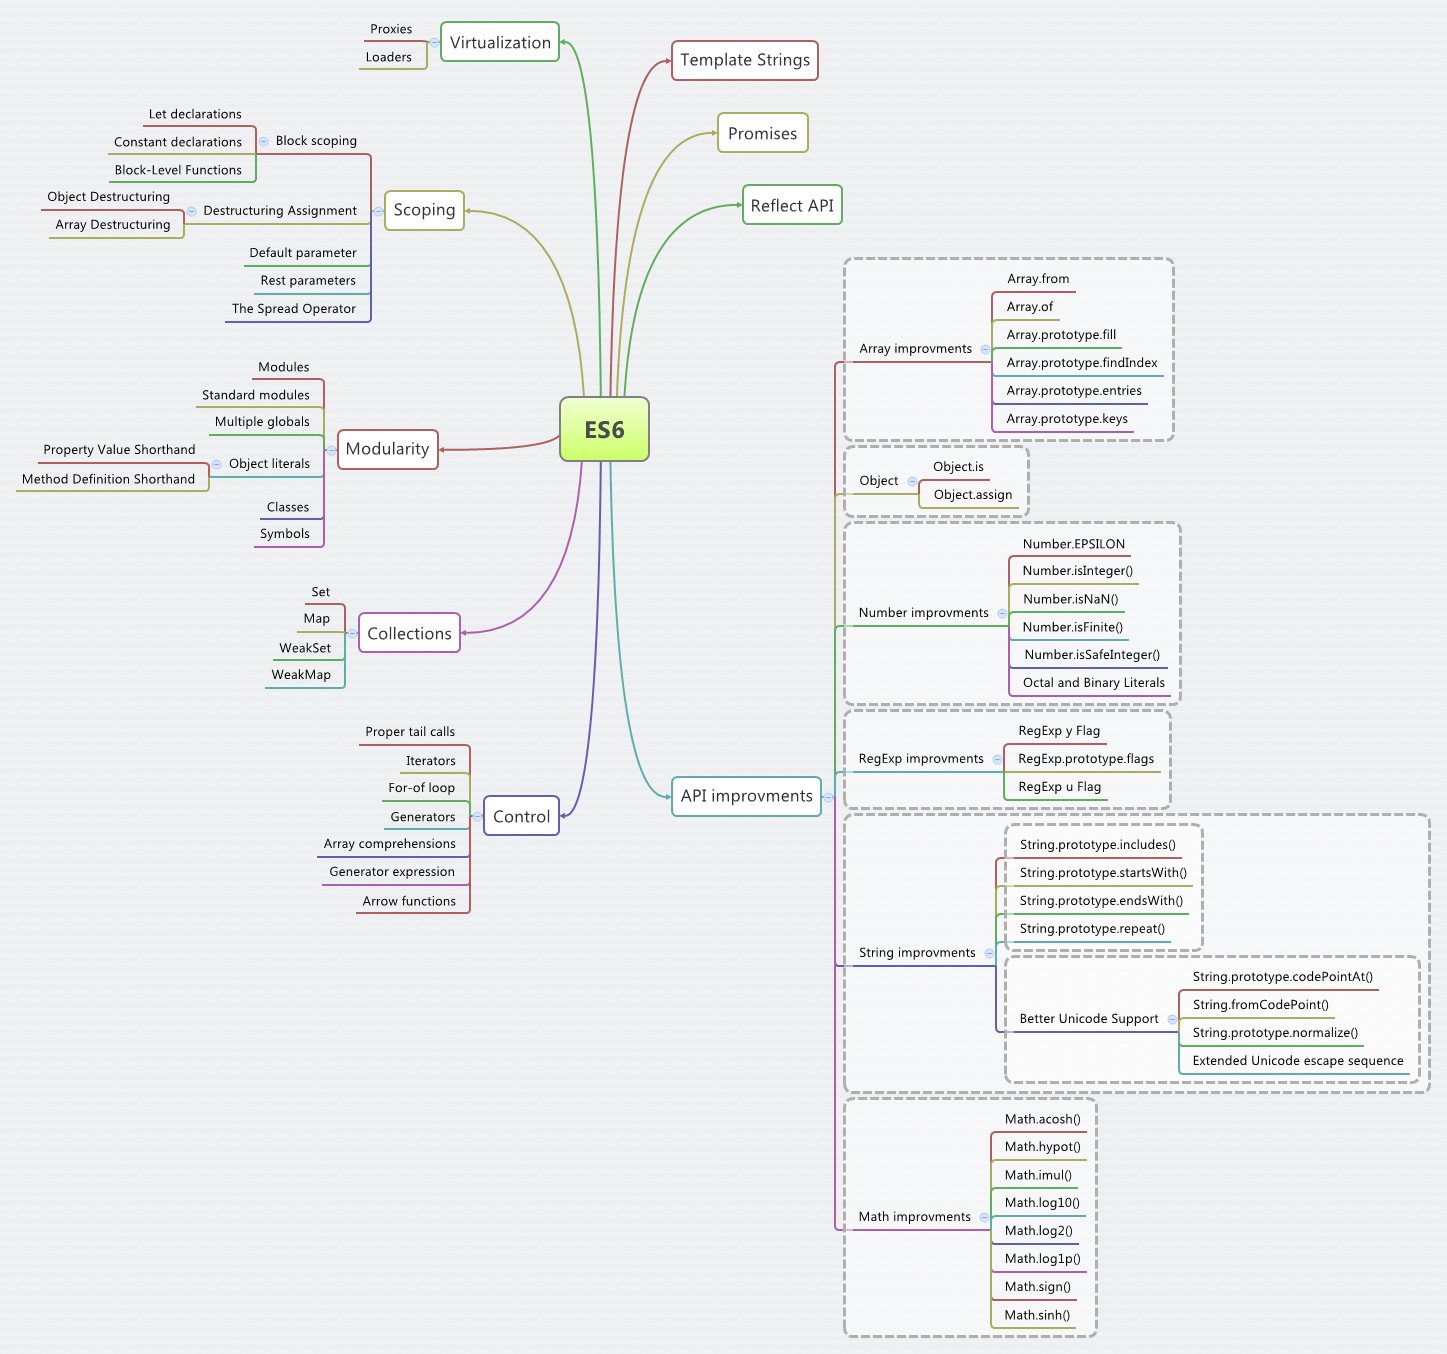 ES6
Virtualization
Proxies
Loaders
Scoping
Block scoping
Let declarations
Constant declarations
Block-Level Functions
Destructuring Assignment
Object Destructuring
Array Destructuring
Default parameter
Rest parameters
The Spread Operator
Modularity
Modules
Standard modules
Multiple globals
Object literals
Property Value Shorthand
Method Definition Shorthand
Classes
Symbols
Collections
Set
Map
WeakSet
WeakMap
Control
Proper tail calls
Iterators
For-of loop
Generators
Array comprehensions
Generator expression
Arrow functions
Template Strings
Promises
Reflect API
API improvments
Array improvments
Array.from
Array.of
Array.prototype.fill
Array.prototype.findIndex
Array.prototype.entries
Array.prototype.keys
Object
Object.is
Object.assign
Number improvments
Number.EPSILON
Number.isInteger()
Number.isNaN()
Number.isFinite()
Number.isSafeInteger()
Octal and Binary Literals
RegExp improvments
RegExp y Flag
RegExp.prototype.flags
RegExp u Flag
String improvments
String.prototype.includes()
String.prototype.startsWith()
String.prototype.endsWith()
String.prototype.repeat()
Better Unicode Support
String.prototype.codePointAt()
String.fromCodePoint()
String.prototype.normalize()
Extended Unicode escape sequence
Math improvments
Math.acosh()
Math.hypot()
Math.imul()
Math.log10()
Math.log2()
Math.log1p()
Math.sign()
Math.sinh()